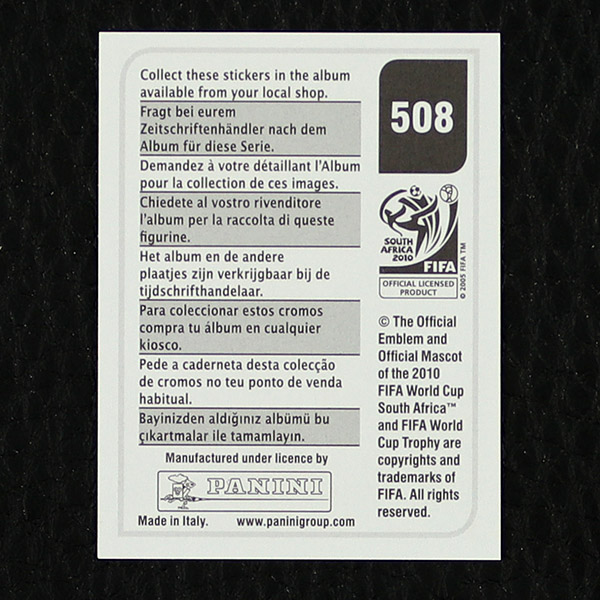 Collect these stickers in the album
available from your local shop.
Fragt bei eurem
Zeitschriftenhändler nach dem
Album für diese Serie.
Demandez à votre détaillant l'Album
pour la collection de ces images.
Chiedete al vostro rivenditore
l'album per la raccolta di queste
figurine.
Het album en de andere
plaatjes zijn verkrijgbaar bij de
tijdschrifthandelaar.
Para coleccionar estos cromos
compra tu álbum en cualquier
kiosco.
Pede a caderneta desta colecção
de cromos no teu ponto de venda
habitual.
Bayinizden aldığınız albümü bu
çıkartmalar ile tamamlayın.
Manufactured under licence by
PANINI
Made in Italy. www.paninigroup.com
508
SOUTH
AFRICA
2010
FIFA
OFFICIAL LICENSED
PRODUCT
© 2005 FIFA TM
© The Official
Emblem and
Official Mascot
of the 2010
FIFA World Cup
South Africa™
and FIFA World
Cup Trophy are
copyrights and
trademarks of
FIFA. All rights
reserved.